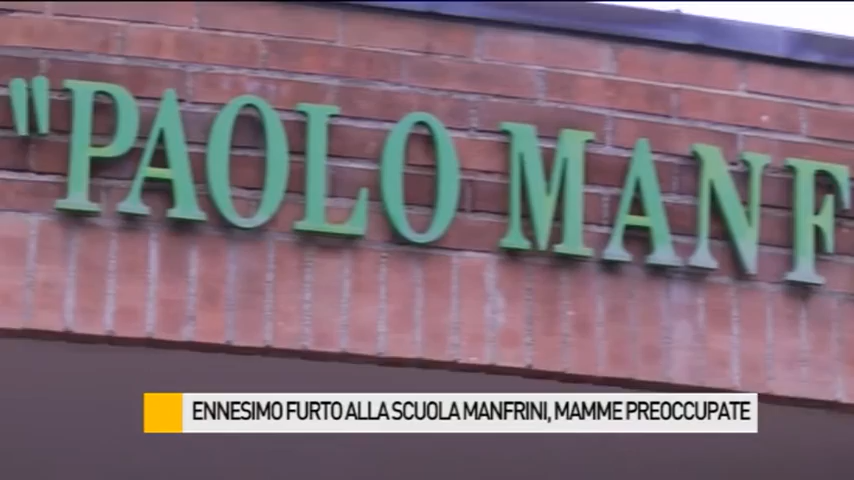 "PAOLO MANF
ENNESIMO FURTO ALLA SCUOLA MANFRINI, MAMME PREOCCUPATE